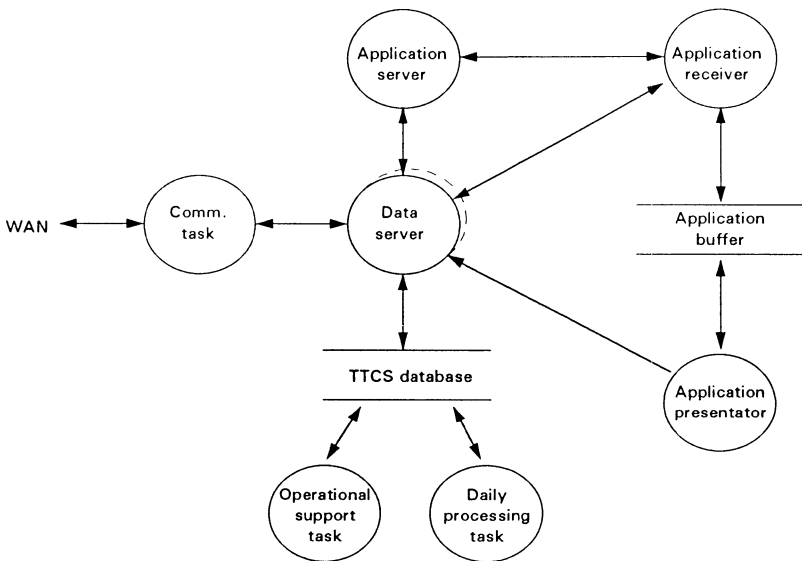 Application
server
Application
receiver
WAN
Comm.
task
Data
server
Application
buffer
TTCS database
Application
presentator
Operational
support
task
Daily
processing
task